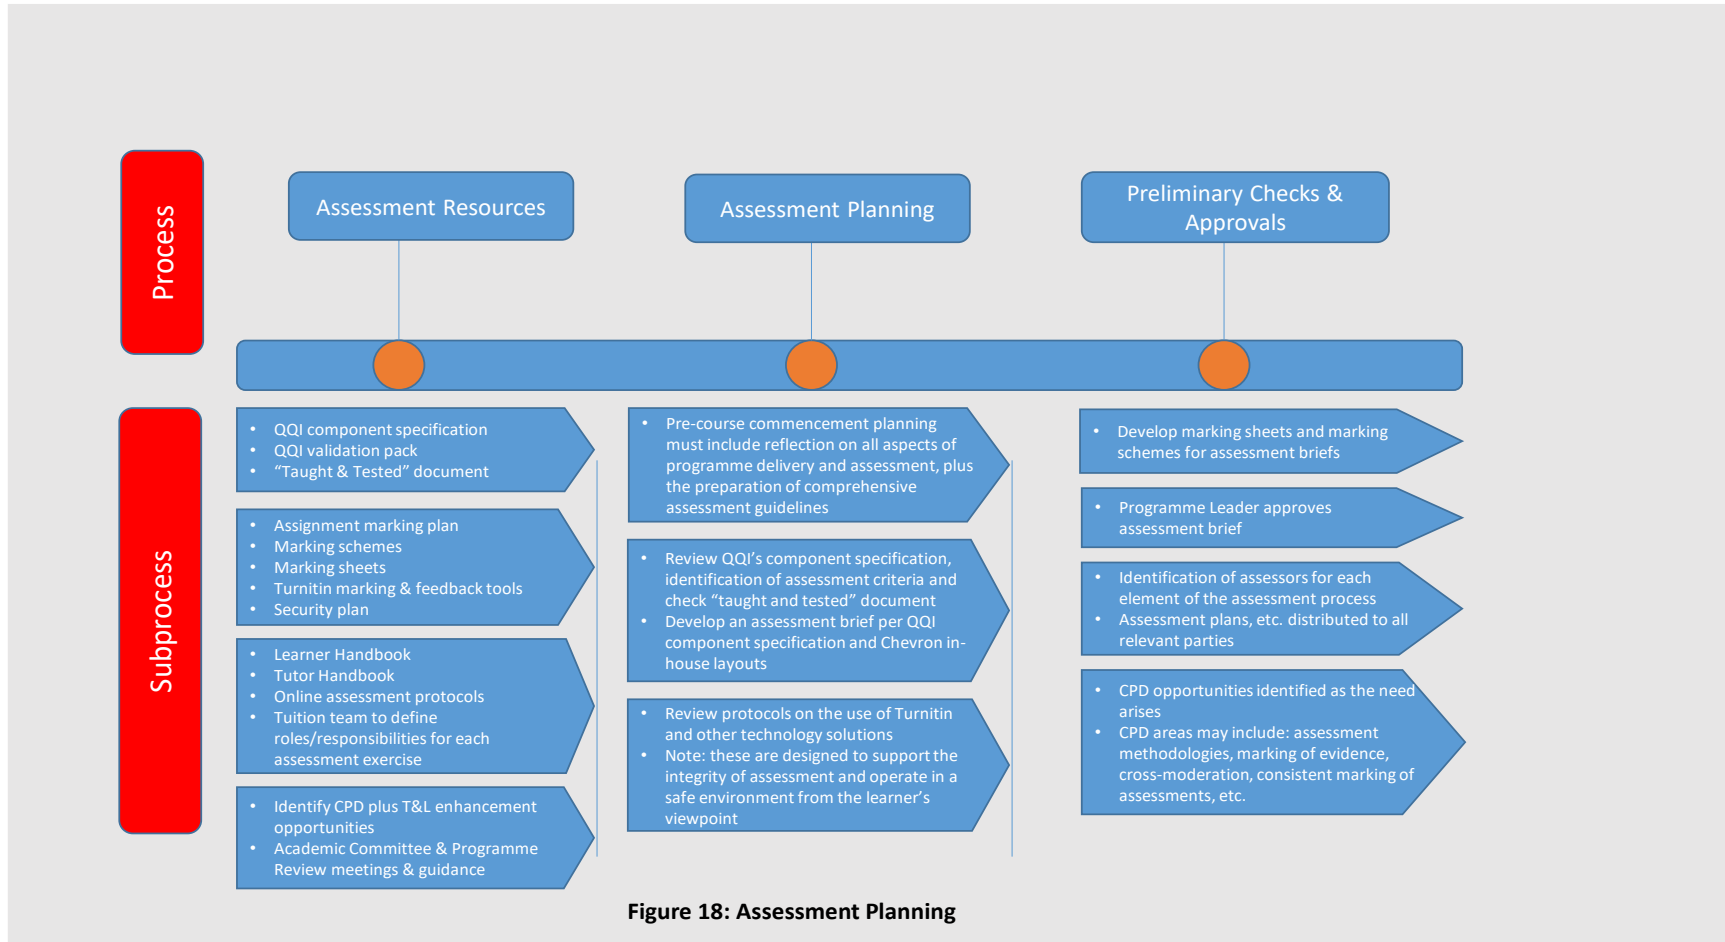 Process
Assessment Resources
Assessment Planning
Preliminary Checks &
Approvals
Subprocess
• QQI component specification
• QQI validation pack
• “Taught & Tested” document
• Assignment marking plan
• Marking schemes
• Marking sheets
• Turnitin marking & feedback tools
• Security plan
• Learner Handbook
• Tutor Handbook
• Online assessment protocols
• Tuition team to define
roles/responsibilities for each
assessment exercise
• Identify CPD plus T&L enhancement
opportunities
• Academic Committee & Programme
Review meetings & guidance
• Pre-course commencement planning
must include reflection on all aspects of
programme delivery and assessment, plus
the preparation of comprehensive
assessment guidelines
• Review QQI’s component specification,
identification of assessment criteria and
check “taught and tested” document
• Develop an assessment brief per QQI
component specification and Chevron in-
house layouts
• Review protocols on the use of Turnitin
and other technology solutions
• Note: these are designed to support the
integrity of assessment and operate in a
safe environment from the learner’s
viewpoint
• Develop marking sheets and marking
schemes for assessment briefs
• Programme Leader approves
assessment brief
• Identification of assessors for each
element of the assessment process
• Assessment plans, etc. distributed to all
relevant parties
• CPD opportunities identified as the need
arises
• CPD areas may include: assessment
methodologies, marking of evidence,
cross-moderation, consistent marking of
assessments, etc.
Figure 18: Assessment Planning